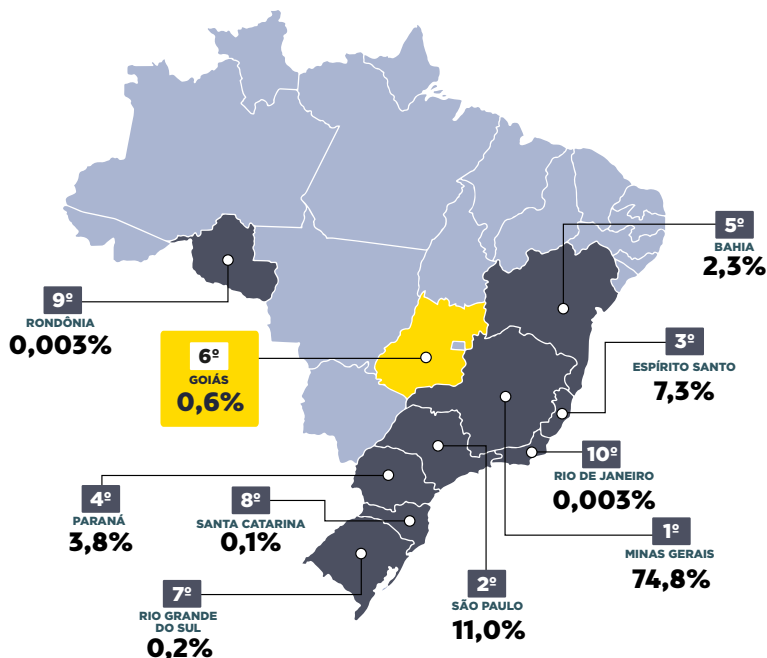 5º
BAHIA
2,3%
9º
RONDÔNIA
0,003%
6º
GOIÁS
0,6%
3º
ESPÍRITO SANTO
7,3%
10º
RIO DE JANEIRO
0,003%
4º
PARANÁ
3,8%
8º
SANTA CATARINA
0,1%
1º
MINAS GERAIS
74,8%
2º
SÃO PAULO
11,0%
7º
RIO GRANDE
DO SUL
0,2%